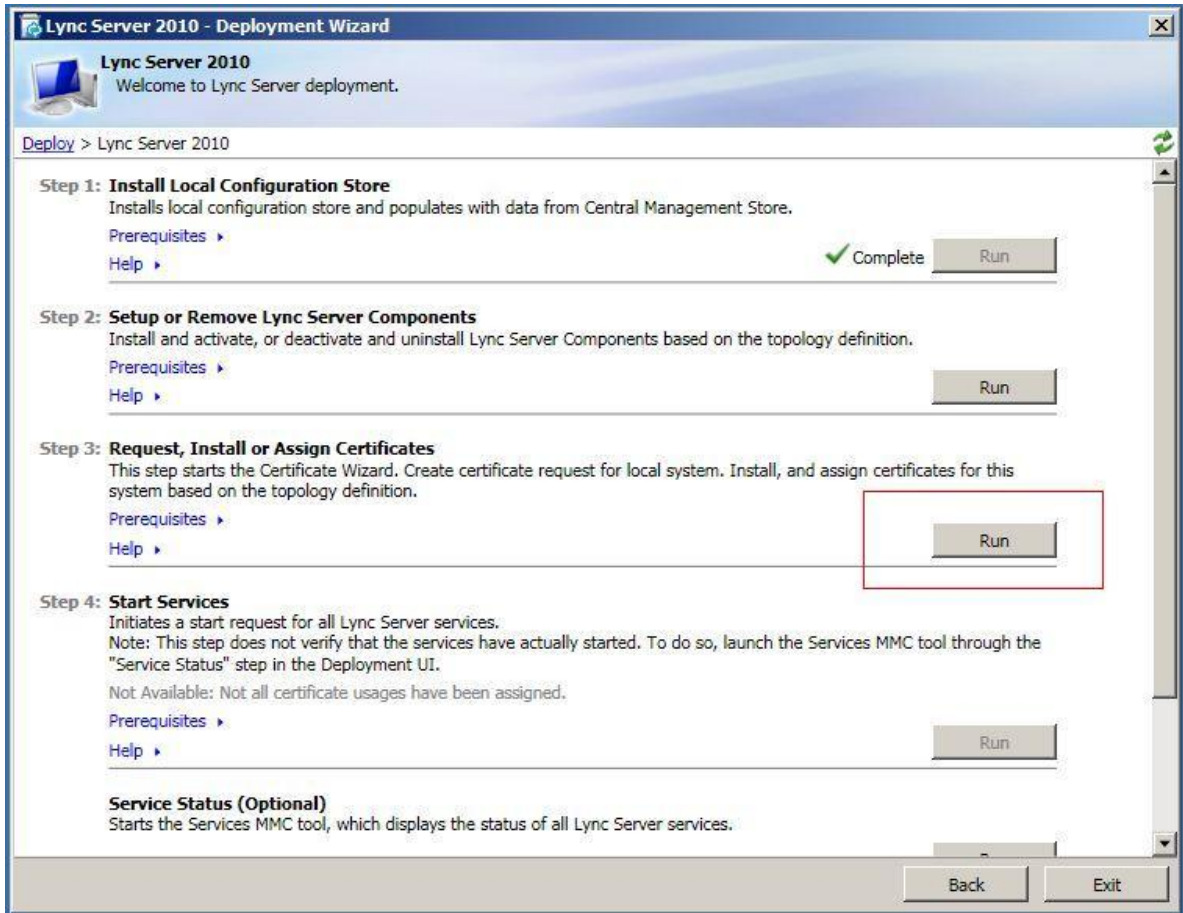 Lync Server 2010 - Deployment Wizard
Lync Server 2010
Welcome to Lync Server deployment.
Deploy > Lync Server 2010
Step 1: Install Local Configuration Store
Installs local configuration store and populates with data from Central Management Store.
Prerequisites
Help
Complete
Run
Step 2: Setup or Remove Lync Server Components
Install and activate, or deactivate and uninstall Lync Server Components based on the topology definition.
Prerequisites
Help
Run
Step 3: Request, Install or Assign Certificates
This step starts the Certificate Wizard. Create certificate request for local system. Install, and assign certificates for this
system based on the topology definition.
Prerequisites
Help
Run
Step 4: Start Services
Initiates a start request for all Lync Server services.
Note: This step does not verify that the services have actually started. To do so, launch the Services MMC tool through the
"Service Status" step in the Deployment UI.
Not Available: Not all certificate usages have been assigned.
Prerequisites
Help
Run
Service Status (Optional)
Starts the Services MMC tool, which displays the status of all Lync Server services.
Back
Exit